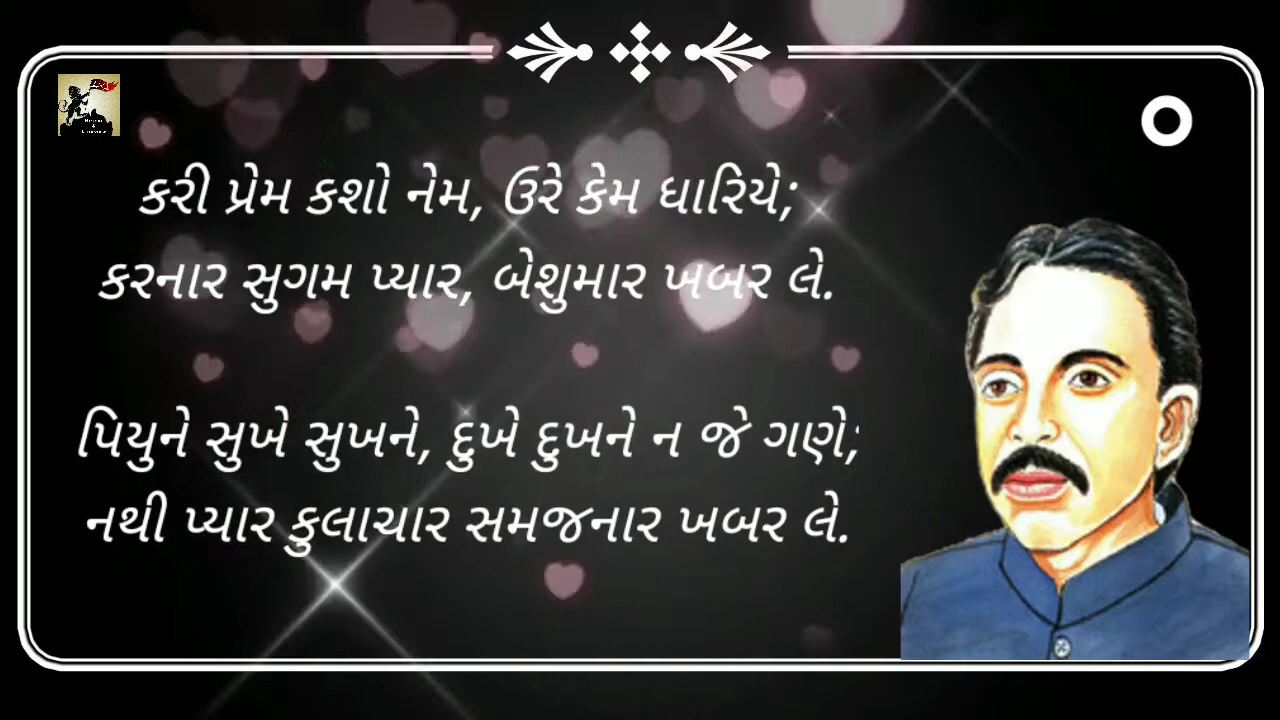 કરી પ્રેમ કશો નેમ, ઉરે કેમ ધારિયે;
કરનાર સુગમ પ્યાર, બેશુમાર ખબર લે.
પિયુને સુખે સુખને, દુખે દુખને ન જે ગણે;
નથી પ્યાર કુલાચાર સમજનાર ખબર લે.